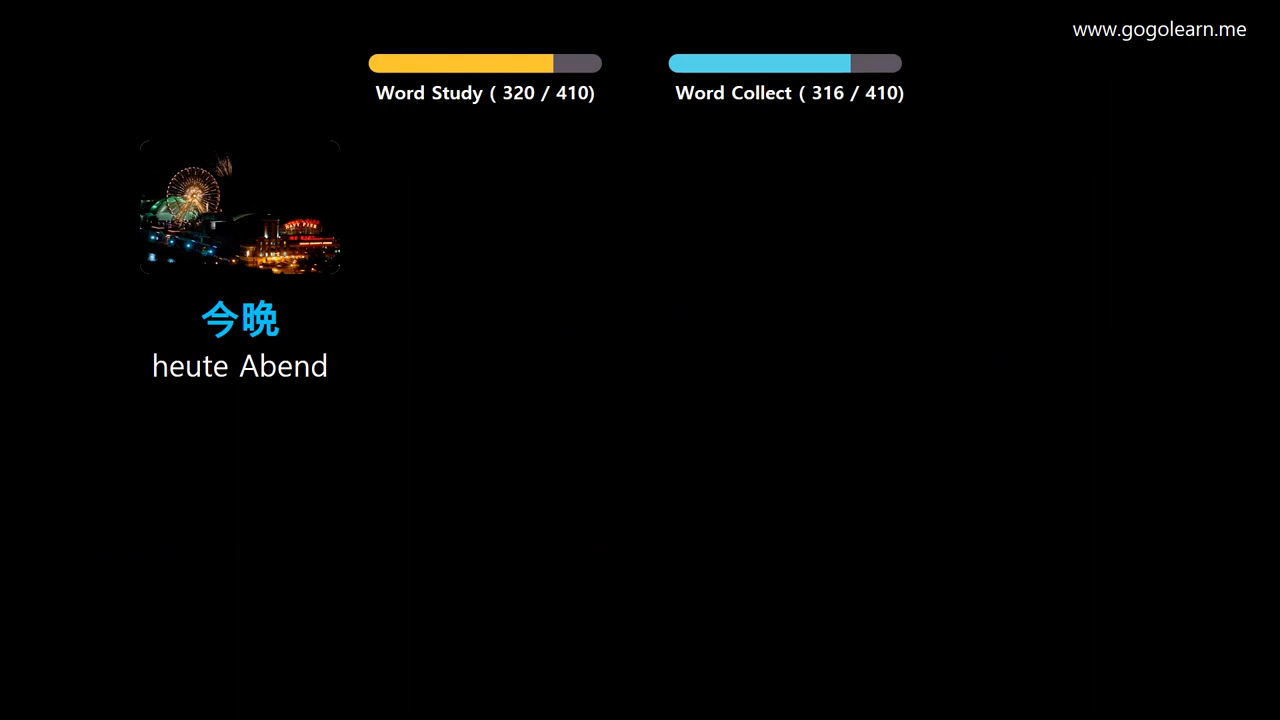 www.gogolearn.me
Word Study ( 320 / 410)
Word Collect ( 316 / 410)
今晚
heute Abend